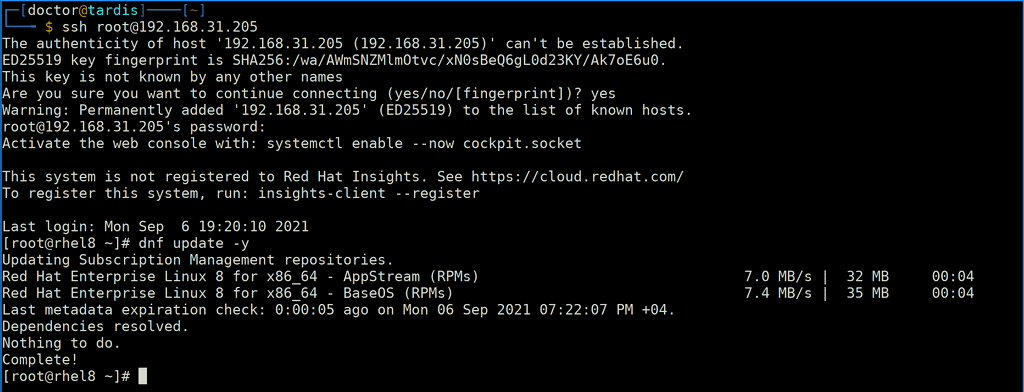 ┌─[doctor@tardis]────[~]
└──╼ $ ssh root@192.168.31.205
The authenticity of host '192.168.31.205 (192.168.31.205)' can't be established.
ED25519 key fingerprint is SHA256:/wa/AWmSNZMlmOtvc/xN0sBeQ6gL0d23KY/Ak7oE6u0.
This key is not known by any other names
Are you sure you want to continue connecting (yes/no/[fingerprint])? yes
Warning: Permanently added '192.168.31.205' (ED25519) to the list of known hosts.
root@192.168.31.205's password:
Activate the web console with: systemctl enable --now cockpit.socket

This system is not registered to Red Hat Insights. See https://cloud.redhat.com/
To register this system, run: insights-client --register

Last login: Mon Sep  6 19:20:10 2021
[root@rhel8 ~]# dnf update -y
Updating Subscription Management repositories.
Red Hat Enterprise Linux 8 for x86_64 - AppStream (RPMs)                                7.0 MB/s |  32 MB     00:04
Red Hat Enterprise Linux 8 for x86_64 - BaseOS (RPMs)                                   7.4 MB/s |  35 MB     00:04
Last metadata expiration check: 0:00:05 ago on Mon 06 Sep 2021 07:22:07 PM +04.
Dependencies resolved.
Nothing to do.
Complete!
[root@rhel8 ~]#